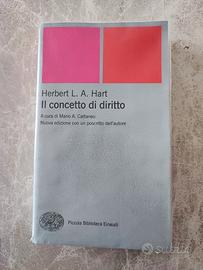 Herbert L. A. Hart
Il concetto di diritto
A cura di Mario A. Cattaneo
Nuova edizione con un poscritto dell'autore
Piccola Biblioteca Einaudi
Subito